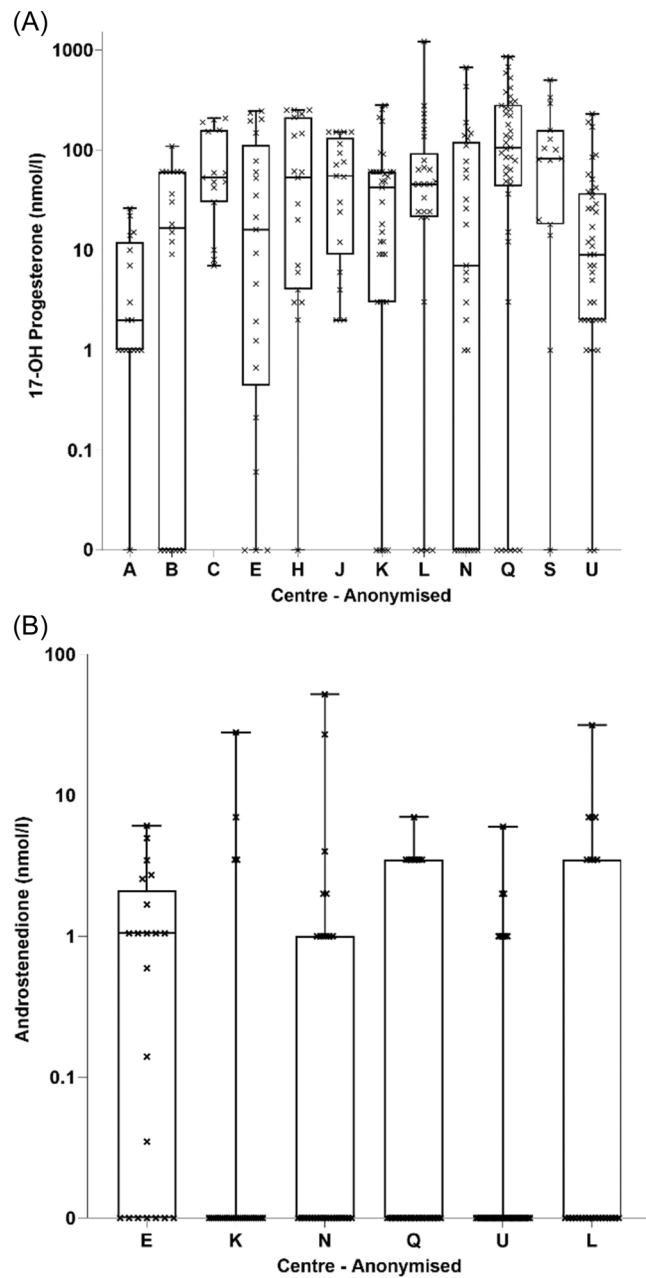 (A)
17-OH Progesterone (nmol/l)
1000
100
10
1
0.1
0
A B C E H J K L N Q S U
Centre - Anonymised
(B)
Androstenedione (nmol/l)
100
10
1
0.1
0
E K N Q U L
Centre - Anonymised